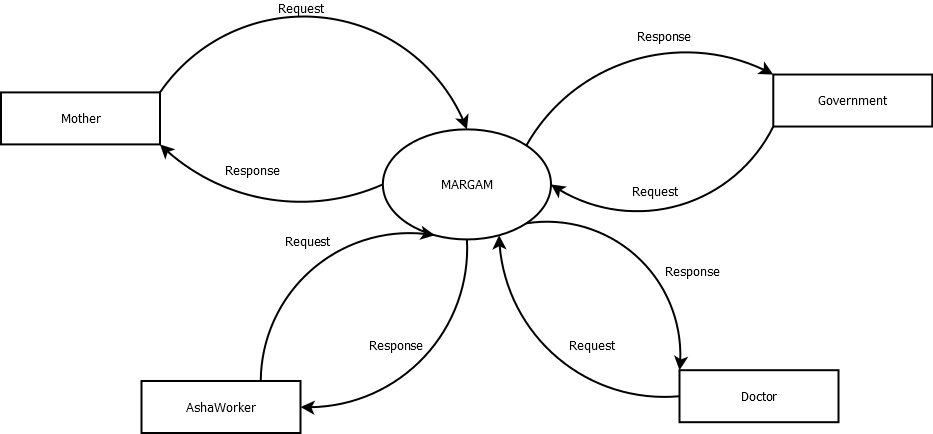 Request
Response
Government
Mother
Response
MARGAM
Request
Request
Response
Response
Request
Doctor
AshaWorker